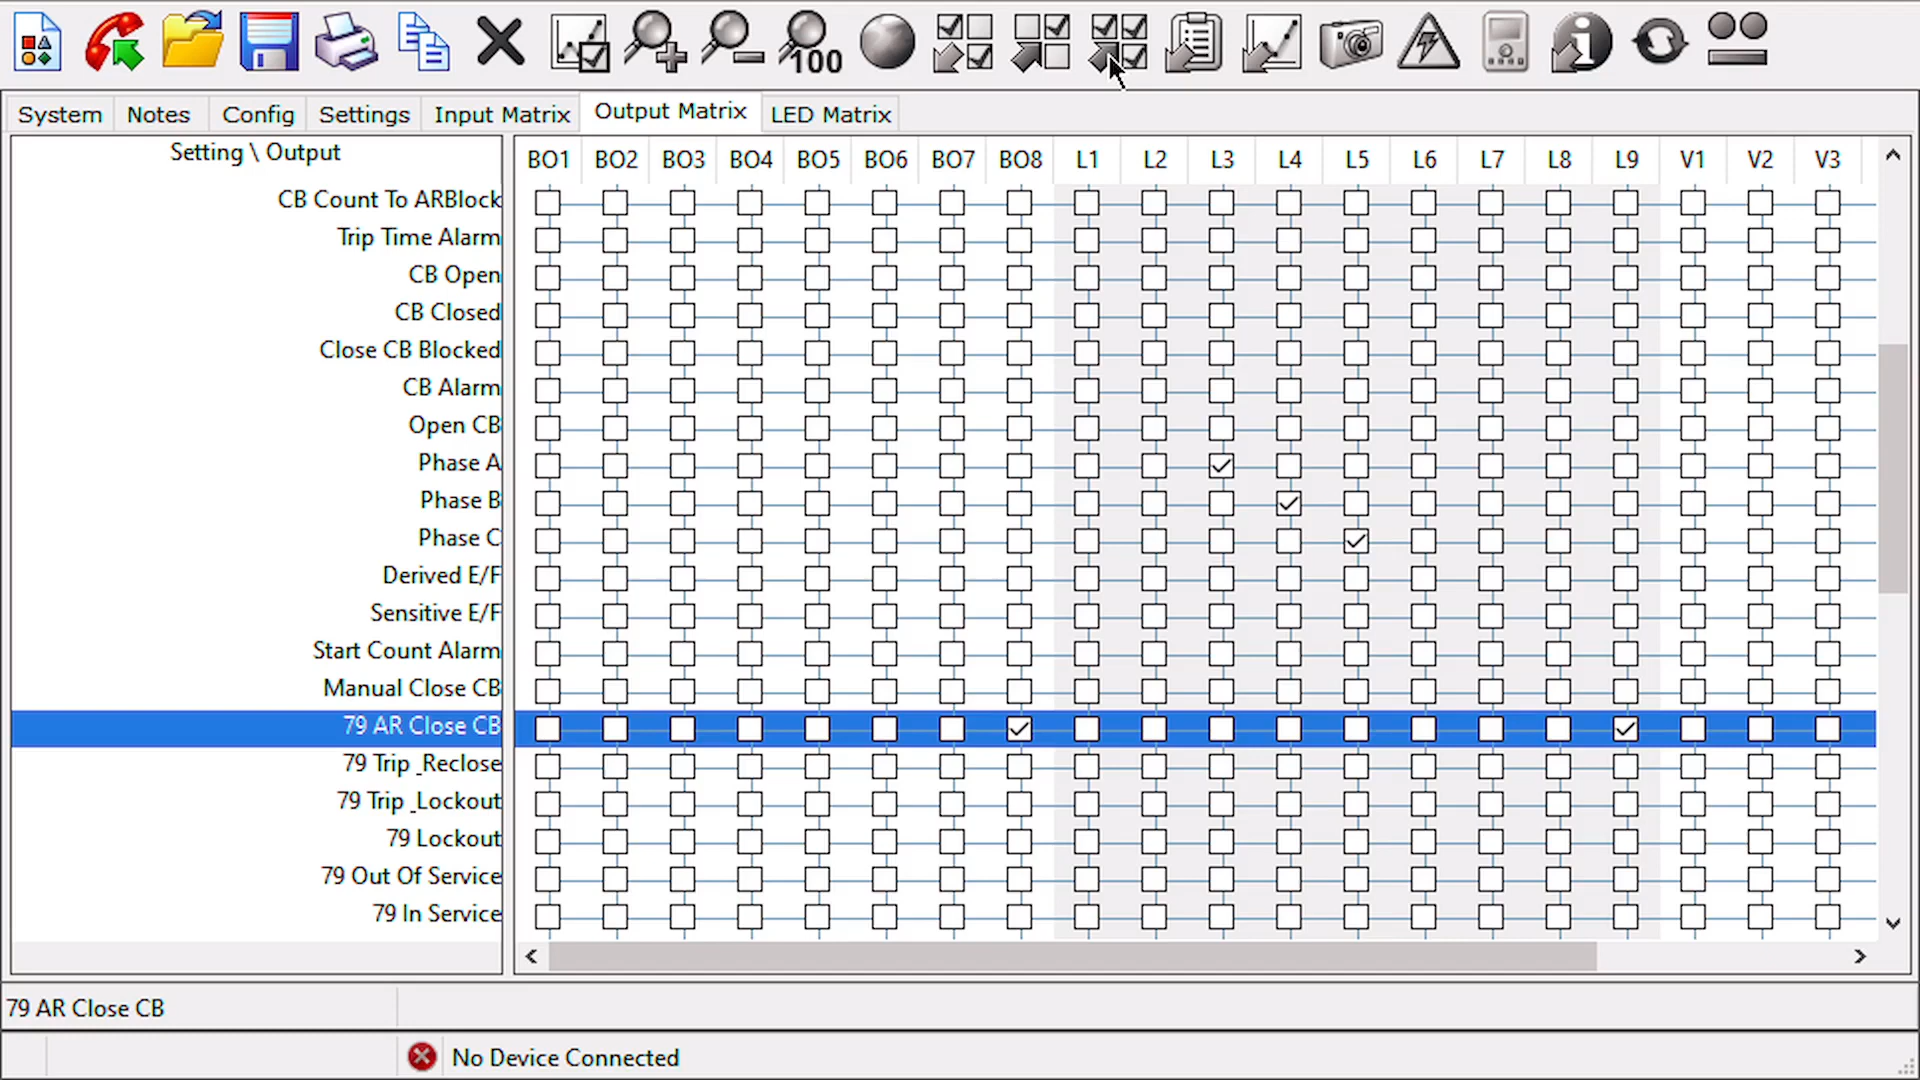 100
System Notes Config Settings Input Matrix Output Matrix LED Matrix
Setting \ Output
BO1 BO2 BO3 BO4 BO5 BO6 BO7 BO8 L1 L2 L3 L4 L5 L6 L7 L8 L9 V1 V2 V3
CB Count To ARBlock
Trip Time Alarm
CB Open
CB Closed
Close CB Blocked
CB Alarm
Open CB
Phase A
Phase B
Phase C
Derived E/F
Sensitive E/F
Start Count Alarm
Manual Close CB
79 AR Close CB
79 Trip_Reclose
79 Trip_Lockout
79 Lockout
79 Out Of Service
79 In Service
79 AR Close CB
No Device Connected